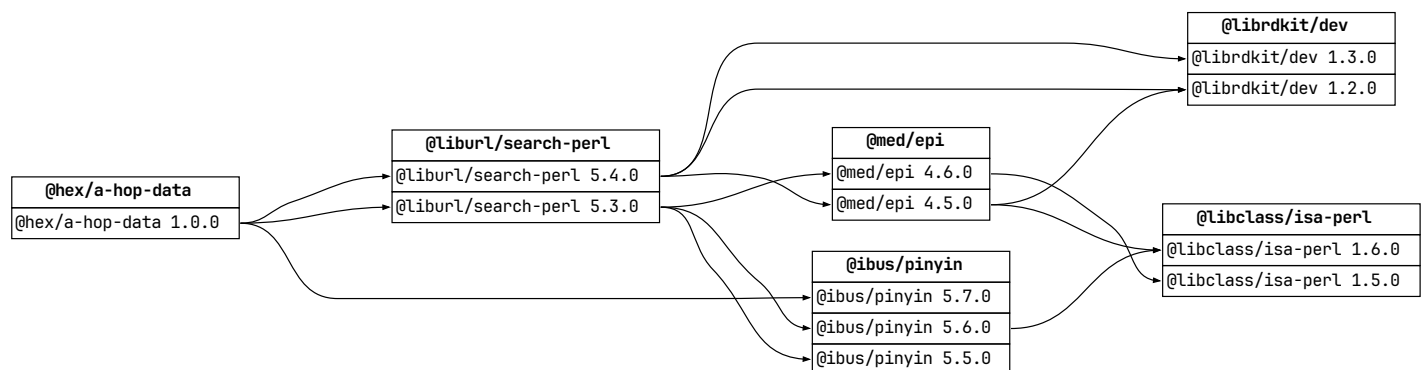 @hex/a-hop-data
@hex/a-hop-data 1.0.0
@liburl/search-perl
@liburl/search-perl 5.4.0
@liburl/search-perl 5.3.0
@med/epi
@med/epi 4.6.0
@med/epi 4.5.0
@ibus/pinyin
@ibus/pinyin 5.7.0
@ibus/pinyin 5.6.0
@ibus/pinyin 5.5.0
@librdkit/dev
@librdkit/dev 1.3.0
@librdkit/dev 1.2.0
@libclass/isa-perl
@libclass/isa-perl 1.6.0
@libclass/isa-perl 1.5.0